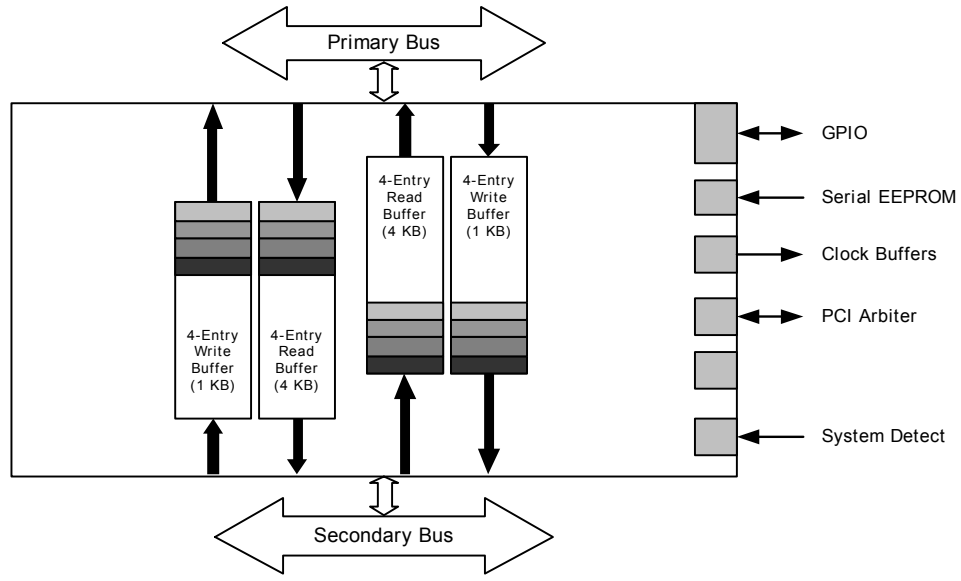 Primary Bus
4-Entry
Write
Buffer
(1 KB)
4-Entry
Read
Buffer
(4 KB)
4-Entry
Read
Buffer
(4 KB)
4-Entry
Write
Buffer
(1 KB)
GPIO
Serial EEPROM
Clock Buffers
PCI Arbiter
System Detect
Secondary Bus